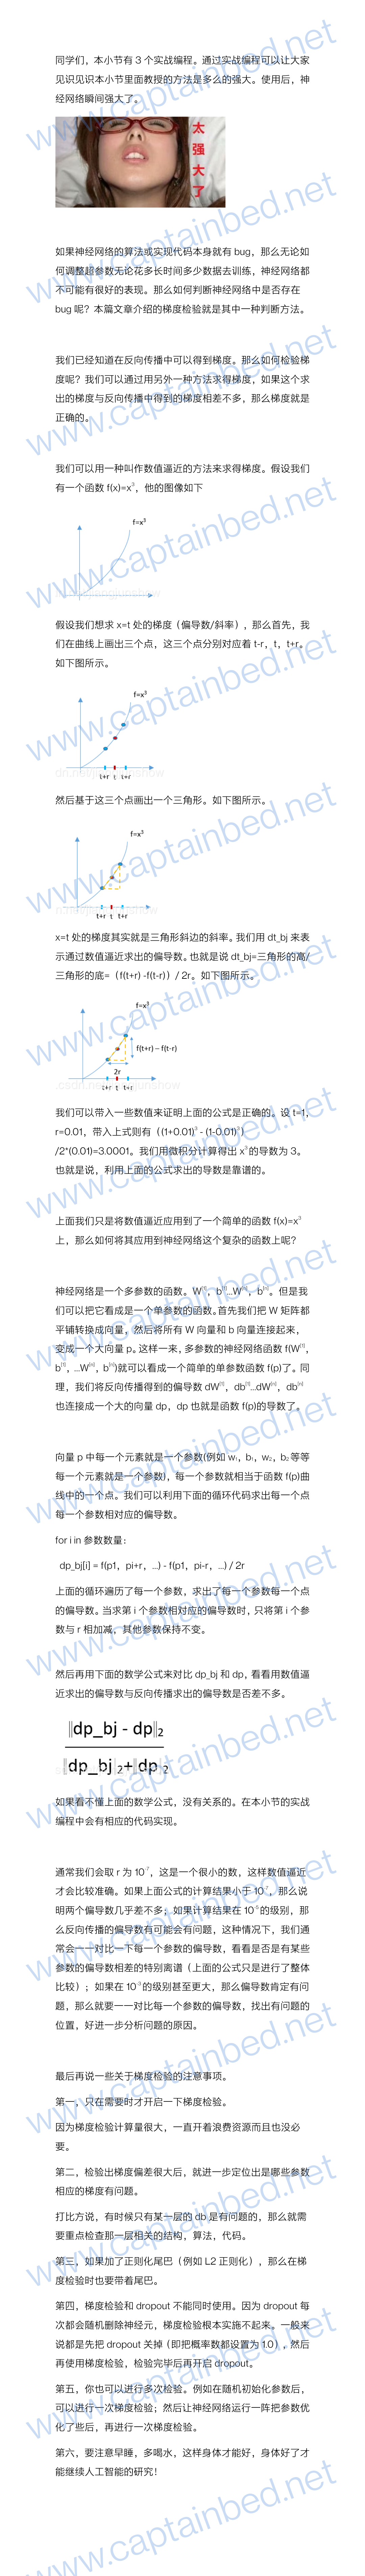 同学们，本小节有 3 个实战编程。通过实战编程可以让大家
见识见识本小节里面教授的方法是多么的强大。使用后，神
经网络瞬间强大了。
太
强
大
了
如果神经网络的算法或实现代码本身就有 bug，那么无论如
何调整超参数无论花多长时间多少数据去训练，神经网络都
不可能有很好的表现。那么如何判断神经网络中是否存在
bug 呢？本篇文章介绍的梯度检验就是其中一种判断方法。
我们已经知道在反向传播中可以得到梯度。那么如何检验梯
度呢？我们可以通过用另外一种方法求得梯度，如果这个求
出的梯度与反向传播中得到的梯度相差不多，那么梯度就是
正确的。
我们可以用一种叫作数值逼近的方法来求得梯度。假设我们
有一个函数 f(x)=x³，他的图像如下
f=x³
假设我们想求 x=t 处的梯度（偏导数/斜率），那么首先，我
们在曲线上画出三个点，这三个点分别对应着 t-r，t，t+r。
如下图所示。
f=x³
t+r t t+r
然后基于这三个点画出一个三角形。如下图所示。
f=x³
t+r t t+r
x=t 处的梯度其实就是三角形斜边的斜率。我们用 dt_bj 来表
示通过数值逼近求出的偏导数。也就是说 dt_bj=三角形的高/
三角形的底=（f(t+r) -f(t-r)）/ 2r。如下图所示。
f=x³
f(t+r) – f(t-r)
2r
t+r t t+r
我们可以带入一些数值来证明上面的公式是正确的。设 t=1,
r=0.01，带入上式则有（(1+0.01)³ - (1-0.01)³）
/2*(0.01)=3.0001。我们用微积分计算得出 x³的导数为 3。
也就是说，利用上面的公式求出的导数是靠谱的。
上面我们只是将数值逼近应用到了一个简单的函数 f(x)=x³
上，那么如何将其应用到神经网络这个复杂的函数上呢？
神经网络是一个多参数的函数。W[1]，b[1]...W[n]，b[n]。但是我
们可以把它看成是一个单参数的函数。首先我们把 W 矩阵都
平铺转换成向量，然后将所有 W 向量和 b 向量连接起来，
变成一个大向量 p。这样一来，多参数的神经网络函数 f(W[1]，
b[1]，...W[n]，b[n])就可以看成一个简单的单参数函数 f(p)了。同
理，我们将反向传播得到的偏导数 dW[1]，db[1]...dW[n]，db[n]
也连接成一个大的向量 dp，dp 也就是函数 f(p)的导数了。
向量 p 中每一个元素就是一个参数(例如 w₁，b₁，w₂，b₂ 等等
每一个元素就是一个参数)，每一个参数就相当于函数 f(p)曲
线中的一个点。我们可以利用下面的循环代码求出每一个点
每一个参数相对应的偏导数。
for i in 参数数量：
dp_bj[i] = f(p1，pi+r，...) - f(p1，pi-r，...) / 2r
上面的循环遍历了每一个参数，求出了每一个参数每一个点
的偏导数。当求第 i 个参数相对应的偏导数时，只将第 i 个参
数与 r 相加减，其他参数保持不变。
然后再用下面的数学公式来对比 dp_bj 和 dp，看看用数值逼
近求出的偏导数与反向传播求出的偏导数是否差不多。
‖dp_bj - dp‖₂
‖dp_bj‖₂+‖dp‖₂
如果看不懂上面的数学公式，没有关系的。在本小节的实战
编程中会有相应的代码实现。
通常我们会取 r 为 10⁻⁷，这是一个很小的数，这样数值逼近
才会比较准确。如果上面公式的计算结果小于 10⁻⁷，那么说
明两个偏导数几乎差不多；如果计算结果在 10⁻⁵的级别，那
么反向传播的偏导数有可能会有问题，这种情况下，我们通
常会一一对比一下每一个参数的偏导数，看看是否是有某些
参数的偏导数相差的特别离谱（上面的公式只是进行了整体
比较）；如果在 10⁻³的级别甚至更大，那么偏导数肯定有问
题，那么就要一一对比每一个参数的偏导数，找出有问题的
位置，好进一步分析问题的原因。
最后再说一些关于梯度检验的注意事项。
第一，只在需要时才开启一下梯度检验。
因为梯度检验计算量很大，一直开着浪费资源而且也没必
要。
第二，检验出梯度偏差很大后，就进一步定位出是哪些参数
相应的梯度有问题。
打比方说，有时候只有某一层的 db 是有问题的，那么就需
要重点检查那一层相关的结构，算法，代码。
第三，如果加了正则化尾巴（例如 L2 正则化），那么在梯
度检验时也要带着尾巴。
第四，梯度检验和 dropout 不能同时使用。因为 dropout 每
次都会随机删除神经元，梯度检验根本实施不起来。一般来
说都是先把 dropout 关掉（即把概率数都设置为 1.0），然后
再使用梯度检验，检验完毕后再开启 dropout。
第五，你也可以进行多次检验。例如在随机初始化参数后，
可以进行一次梯度检验；然后让神经网络运行一阵把参数优
化了些后，再进行一次梯度检验。
第六，要注意早睡，多喝水，这样身体才能好，身体好了才
能继续人工智能的研究！
www.captainbed.net